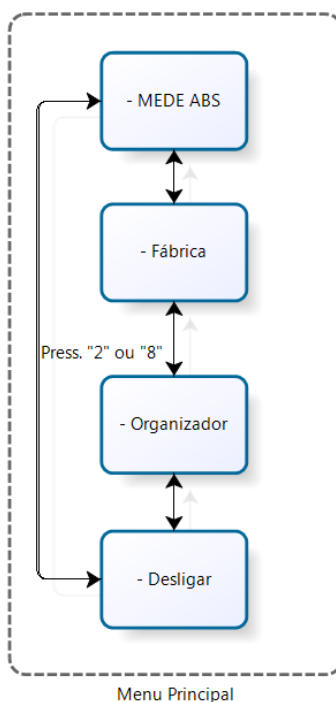 - MEDE ABS
- Fábrica
Press. "2" ou "8"
- Organizador
- Desligar
Menu Principal